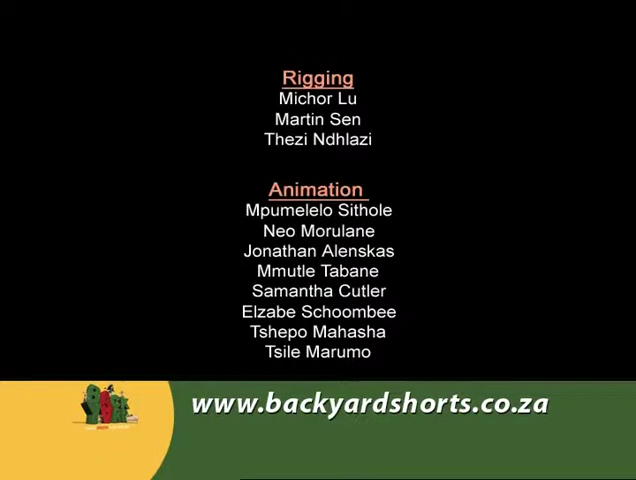 Rigging
Michor Lu
Martin Sen
Thezi Ndhlazi
Animation
Mpumelelo Sithole
Neo Morulane
Jonathan Alenskas
Mmutle Tabane
Samantha Cutler
Elzabe Schoombee
Tshepo Mahasha
Tsile Marumo
www.backyardshorts.co.za